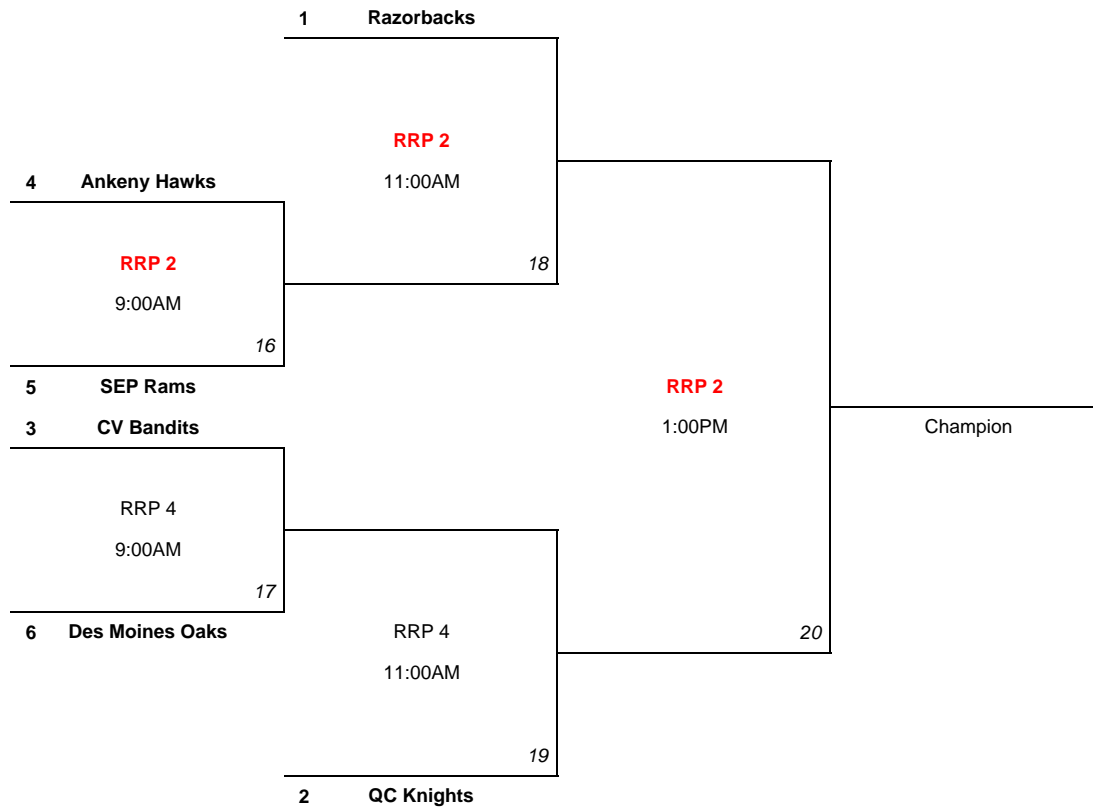 1 Razorbacks
RRP 2
11:00AM
18
4 Ankeny Hawks
RRP 2
9:00AM
16
5 SEP Rams
3 CV Bandits
RRP 4
9:00AM
17
6 Des Moines Oaks
RRP 4
11:00AM
19
2 QC Knights
RRP 2
1:00PM
20
Champion